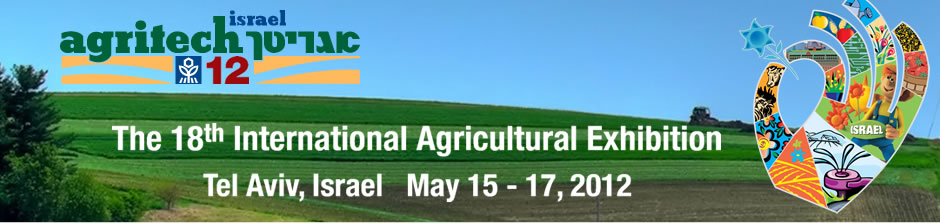 israel
agritech אגריטך
12
The 18th International Agricultural Exhibition
Tel Aviv, Israel May 15 - 17, 2012
ISRAEL